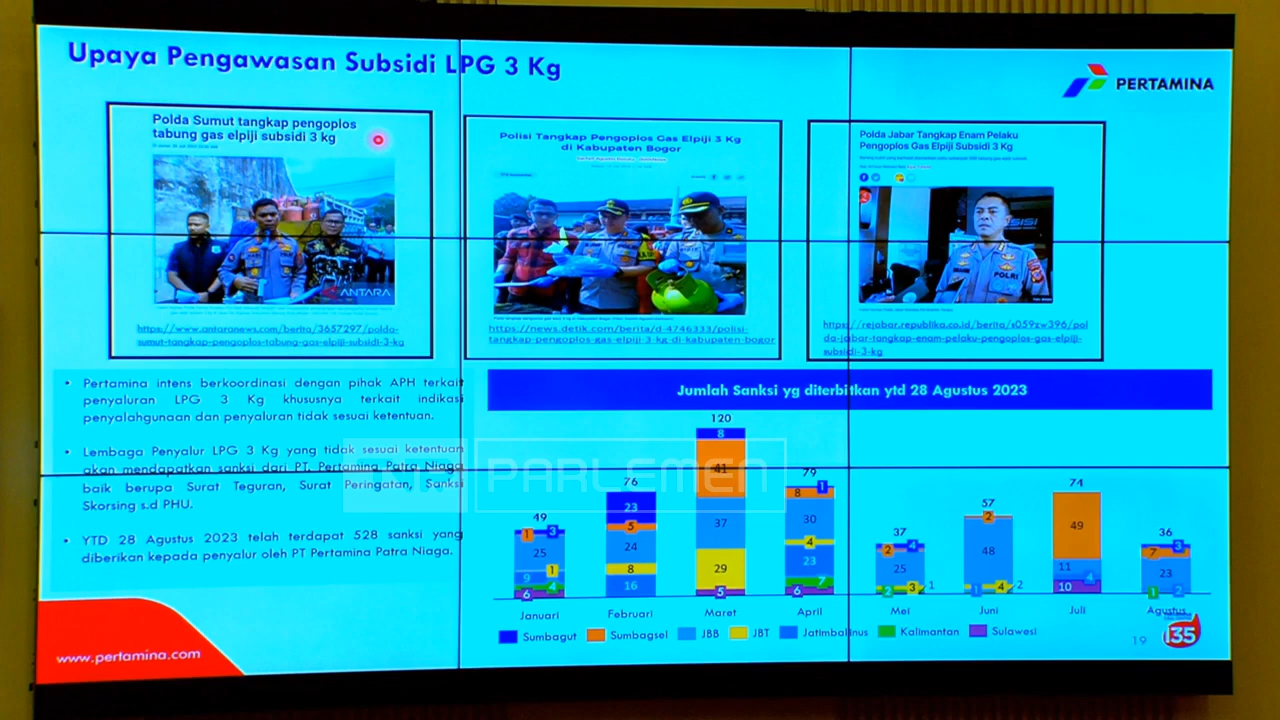 Upaya Pengawasan Subsidi LPG 3 Kg
PERTAMINA
Polda Sumut tangkap pengoplos
tabung gas elpiji subsidi 3 kg
ANTARA
https://www.antaranews.com/berita/3657297/polda-
sumut-tangkap-pengoplos-tabung-gas-elpiji-subsidi-3-kg
Polisi Tangkap Pengoplos Gas Elpiji 3 Kg
di Kabupaten Bogor
https://news.detik.com/berita/d-4746333/polisi-
tangkap-pengoplos-gas-elpiji-3-kg-di-kabupaten-bogor
Polda Jabar Tangkap Enam Pelaku
Pengoplos Gas Elpiji Subsidi 3 Kg
POLRI
https://rejabar.republika.co.id/berita/s059zw396/pol
da-jabar-tangkap-enam-pelaku-pengoplos-gas-elpiji-
subsidi-3-kg
• Pertamina intens berkoordinasi dengan pihak APH terkait
penyaluran LPG 3 Kg khususnya terkait indikasi
penyalahgunaan dan penyaluran tidak sesuai ketentuan.
• Lembaga Penyalur LPG 3 Kg yang tidak sesuai ketentuan
akan mendapatkan sanksi dari PT. Pertamina Patra Niaga
baik berupa Surat Teguran, Surat Peringatan, Sanksi
Skorsing s.d PHU.
• YTD 28 Agustus 2023 telah terdapat 528 sanksi yang
diberikan kepada penyalur oleh PT Pertamina Patra Niaga.
www.pertamina.com
Jumlah Sanksi yg diterbitkan ytd 28 Agustus 2023
PARLEMEN
49
1 3
25
1
9
4
6
Januari
76
23
5
24
8
16
Februari
120
8
41
37
29
5
Maret
79
1
8
30
4
23
7
6
April
37
2 4
25
2 3 1
Mei
57
2
48
1 4 2
Juni
74
49
11
4
10
Juli
36
3
7
23
1 2
Agustus
Sumbagut Sumbagsel JBB JBT Jatimbalinus Kalimantan Sulawesi
19
135